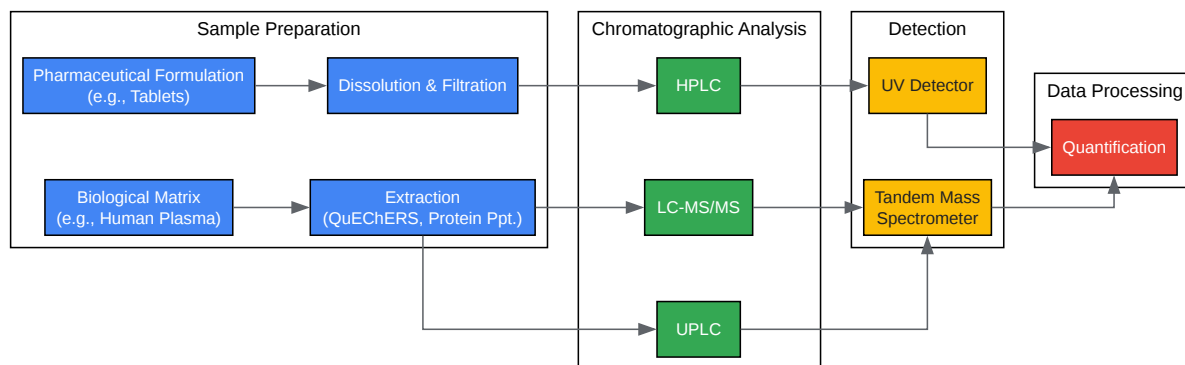 Sample Preparation
Pharmaceutical Formulation
(e.g., Tablets)
Dissolution & Filtration
Biological Matrix
(e.g., Human Plasma)
Extraction
(QuEChERS, Protein Ppt.)
Chromatographic Analysis
HPLC
LC-MS/MS
UPLC
Detection
UV Detector
Tandem Mass
Spectrometer
Data Processing
Quantification